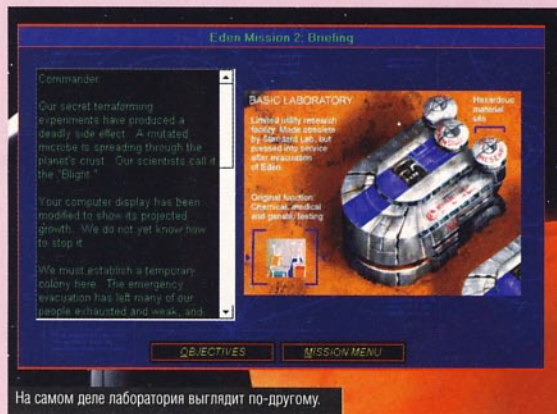 Eden Mission 2: Briefing
Commander:
Our secret terraforming
experiments have produced a
deadly side effect. A mutated
microbe is spreading through the
planet's crust. Our scientists call it
the "Blight."
Your computer display has been
modified to show its projected
growth. We do not yet know how
to stop it.
We must establish a temporary
colony here. The emergency
evacuation has left many of our
people exhausted and weak, and
BASIC LABORATORY
Limited utility research
facility. Made obsolete
by Standard Lab, but
pressed into service
after evacuation
of Eden.
Original function:
Chemical, medical
and genetic testing
Hazardous
material
silo
OBJECTIVES
MISSION MENU
На самом деле лаборатория выглядит по-другому.